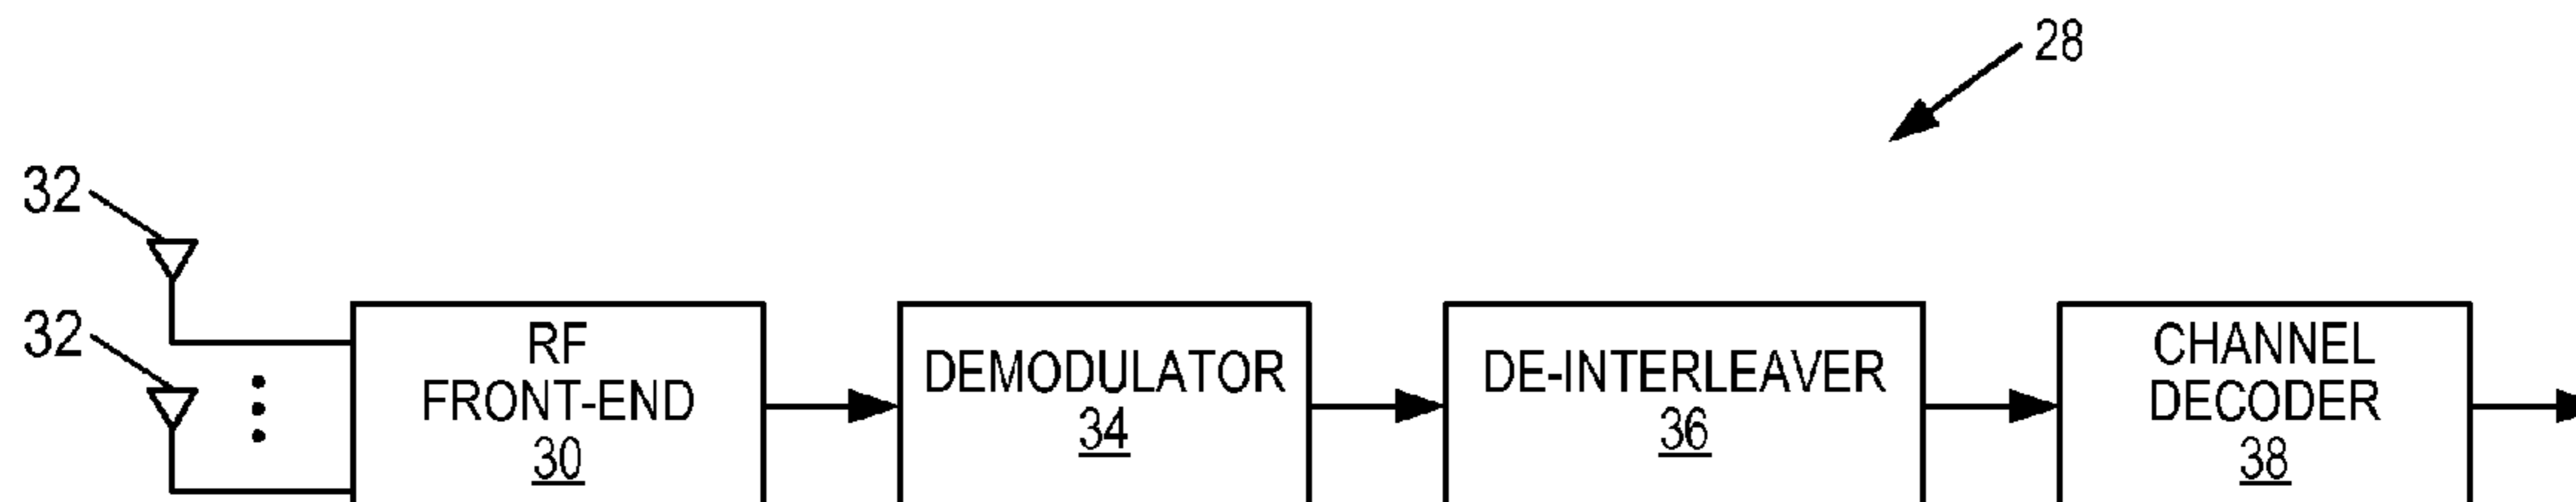 28
32
32
RF
FRONT-END
30
DEMODULATOR
34
DE-INTERLEAVER
36
CHANNEL
DECODER
38